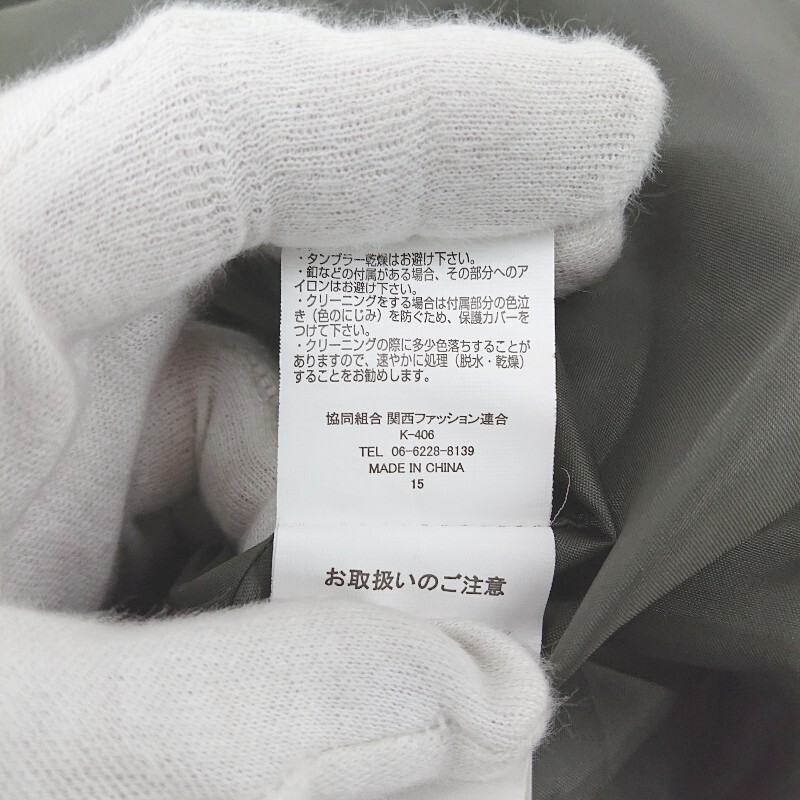 ・タンブラー乾燥はお避け下さい。
・釦などの付属がある場合、その部分へのア
イロンはお避け下さい。
・クリーニングをする場合は付属部分の色泣
き（色のにじみ）を防ぐため、保護カバーを
つけて下さい。
・クリーニングの際に多少色落ちすることが
ありますので、速やかに処理（脱水・乾燥）
することをお勧めします。
協同組合 関西ファッション連合
K-406
TEL 06-6228-8139
MADE IN CHINA
15
お取扱いのご注意